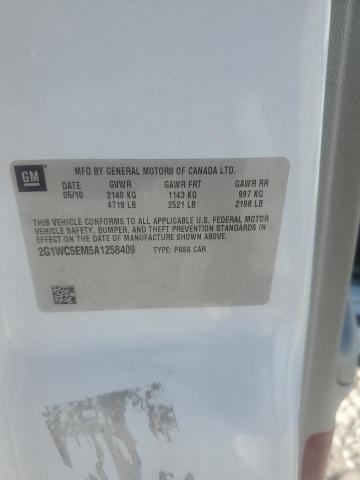 GM
MFD BY GENERAL MOTORS OF CANADA LTD.
DATE GVWR GAWR FRT GAWR RR
05/10 2140 KG 1143 KG 997 KG
4719 LB 2521 LB 2198 LB
THIS VEHICLE CONFORMS TO ALL APPLICABLE U.S. FEDERAL MOTOR
VEHICLE SAFETY, BUMPER, AND THEFT PREVENTION STANDARDS
IN EFFECT ON THE DATE OF MANUFACTURE SHOWN ABOVE.
2G1WC5EM5A1258409 TYPE: PASS CAR